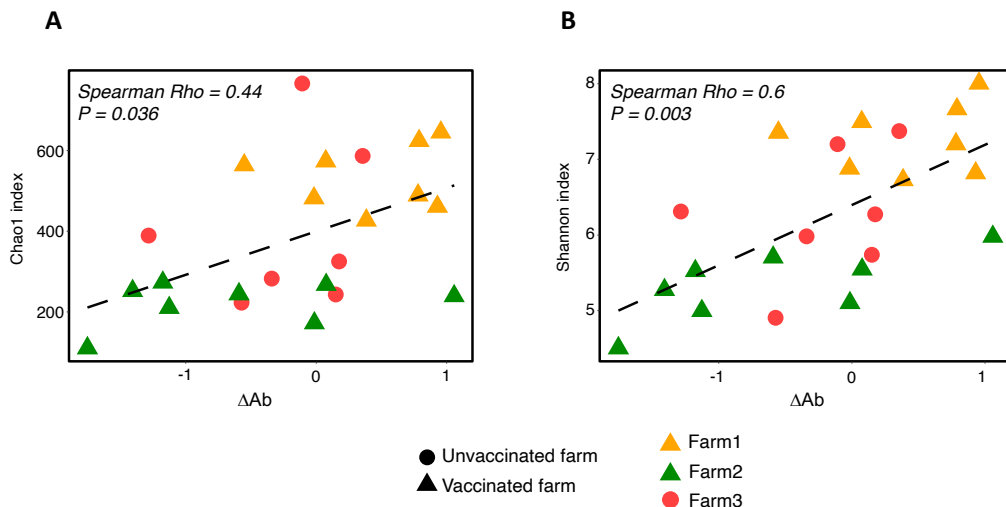 A
B
Spearman Rho = 0.44
P = 0.036
Chao1 index
600
400
200
-1
0
1
ΔAb
Spearman Rho = 0.6
P = 0.003
Shannon index
8
7
6
5
-1
0
1
ΔAb
Unvaccinated farm
Vaccinated farm
Farm1
Farm2
Farm3